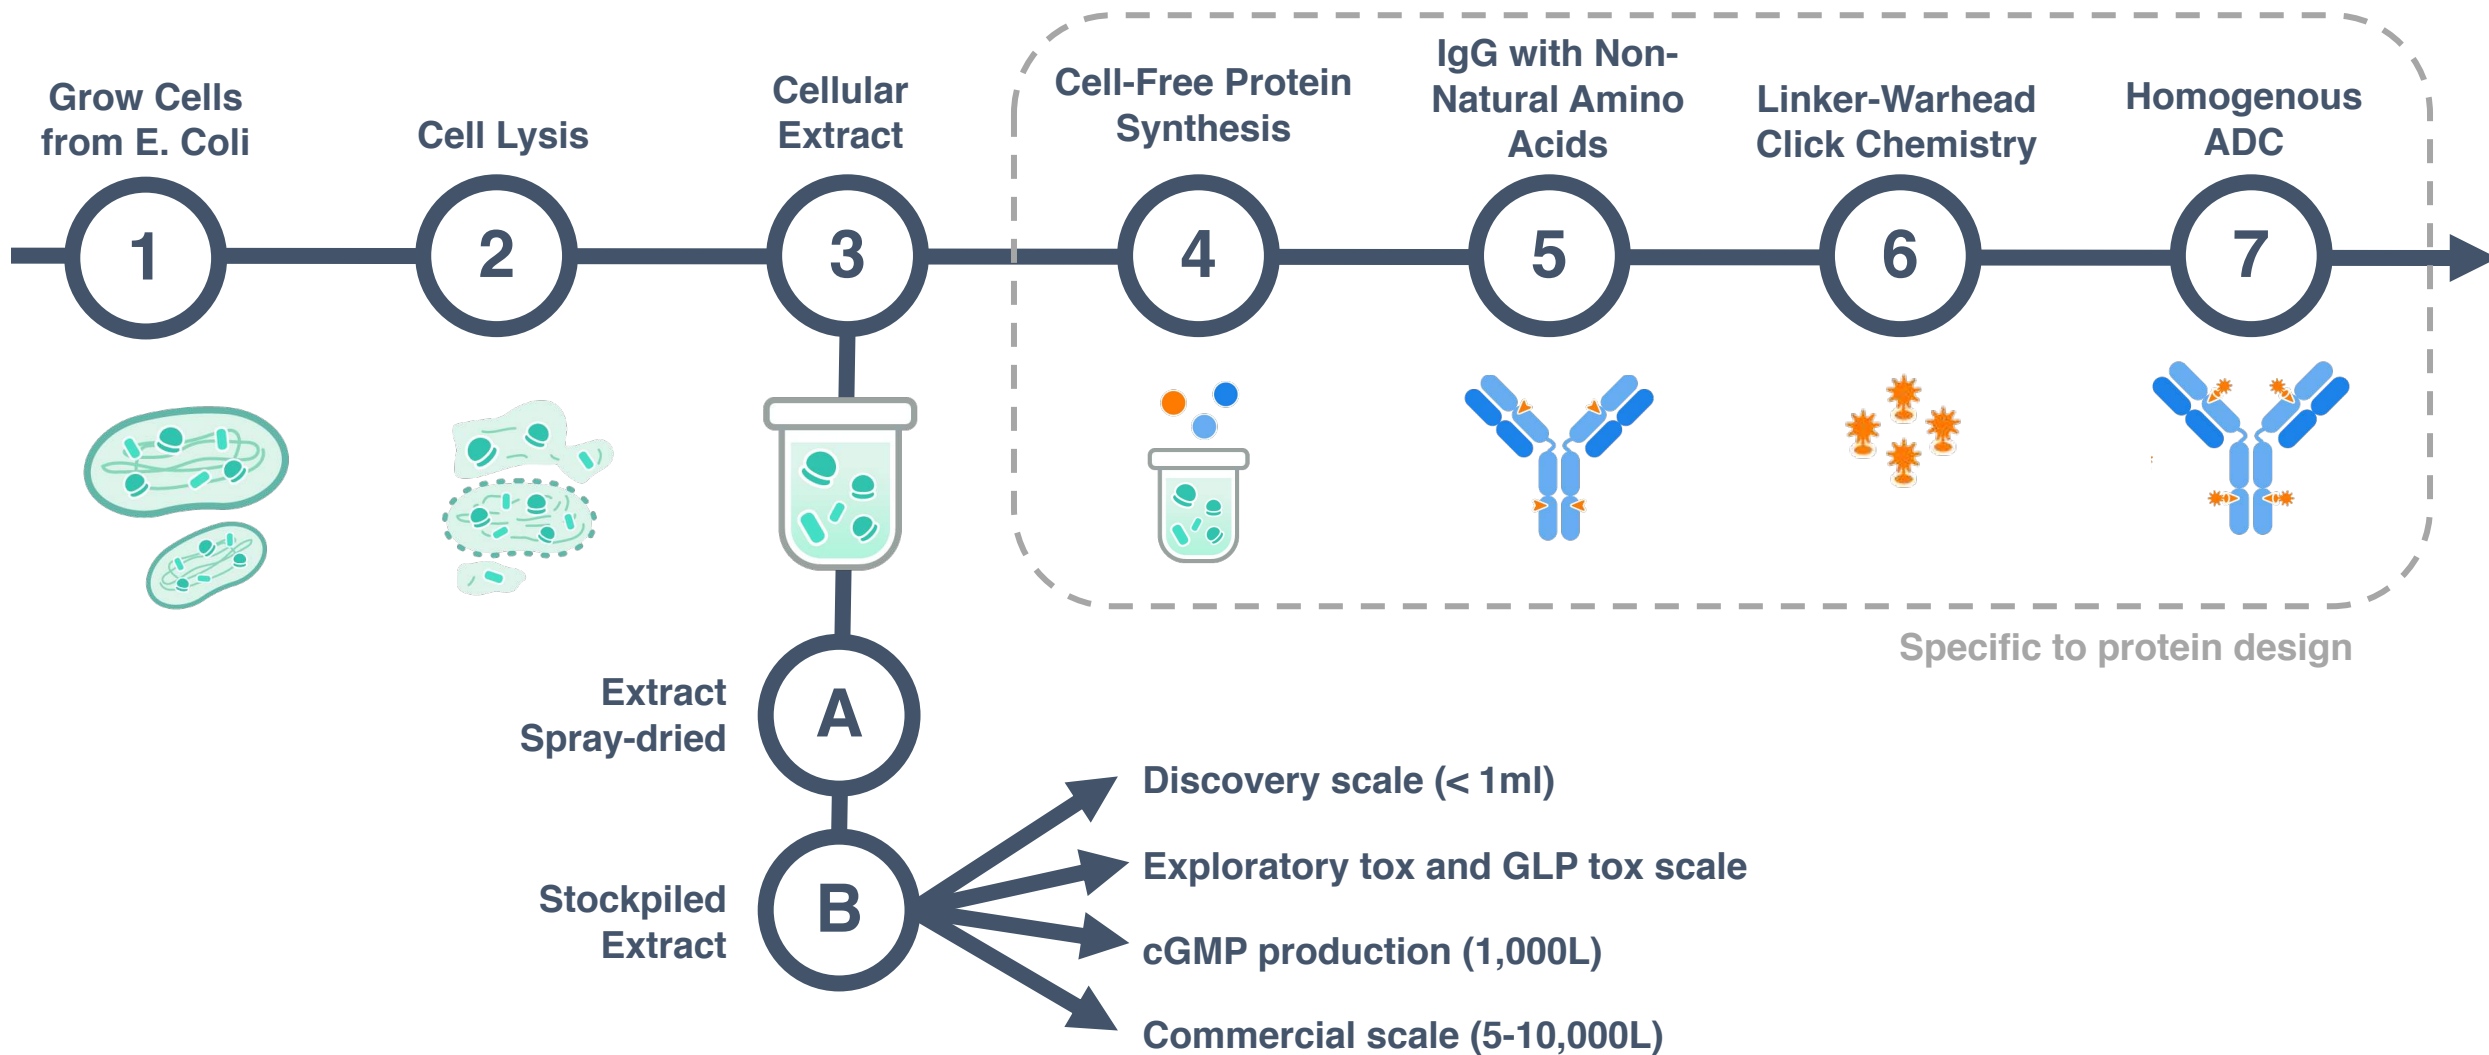 Grow Cells
from E. Coli
1
Cell Lysis
2
Cellular
Extract
3
Cell-Free Protein
Synthesis
4
IgG with Non-
Natural Amino
Acids
5
Linker-Warhead
Click Chemistry
6
Homogenous
ADC
7
Specific to protein design
Extract
Spray-dried
A
Stockpiled
Extract
B
Discovery scale (< 1ml)
Exploratory tox and GLP tox scale
cGMP production (1,000L)
Commercial scale (5-10,000L)